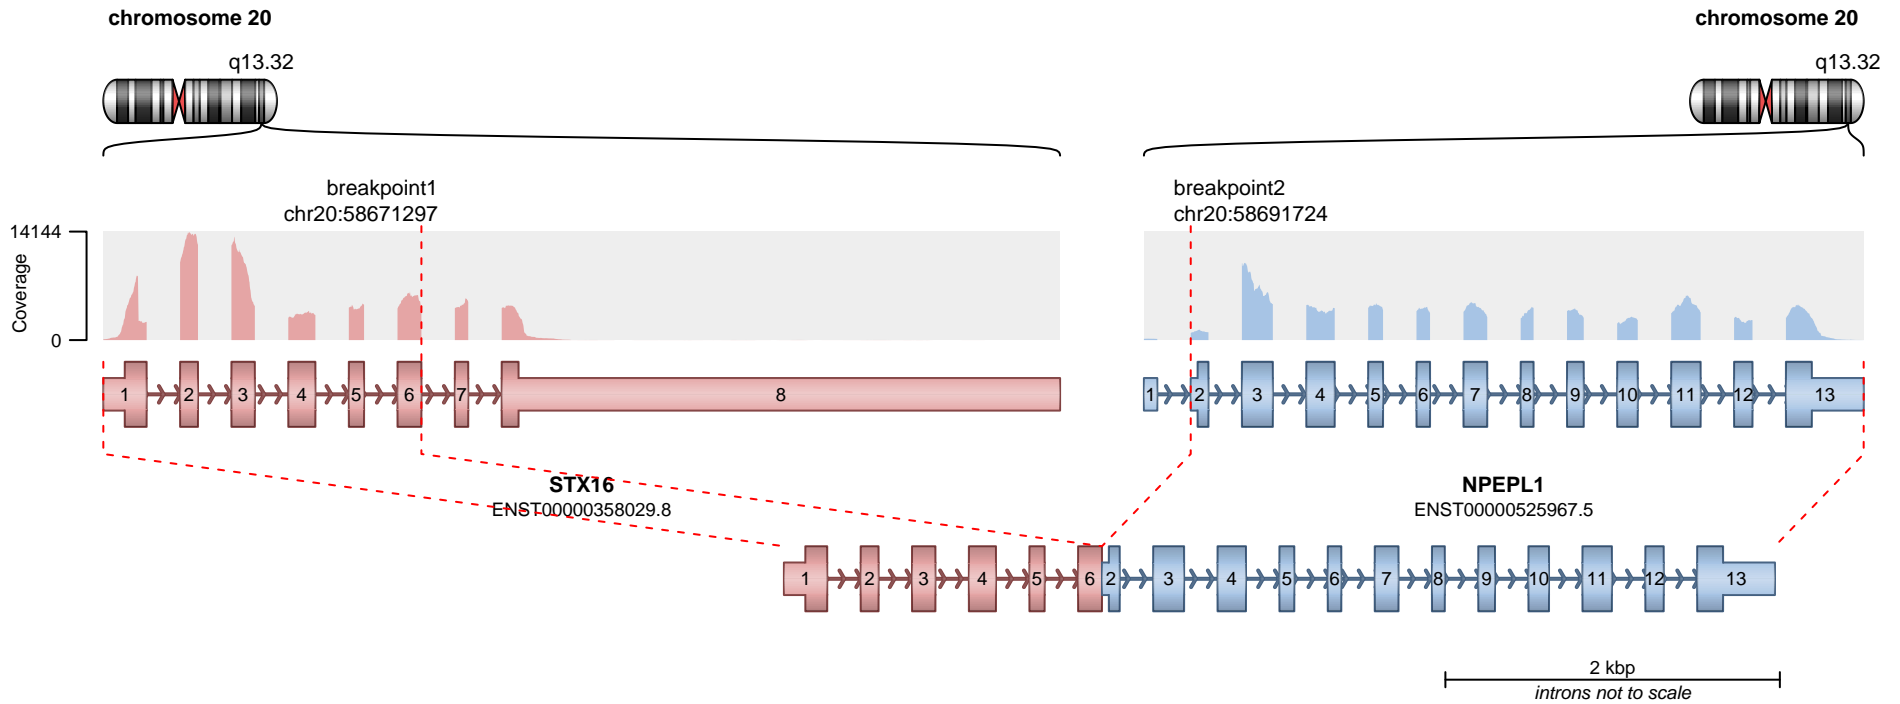 chromosome 20
chromosome 20
q13.32
q13.32
breakpoint1
chr20:58671297
breakpoint2
chr20:58691724
14144
Coverage
0
1 2 3 4 5 6 7 8
1 2 3 4 5 6 7 8 9 10 11 12 13
STX16
ENST00000358029.8
NPEPL1
ENST00000525967.5
1 2 3 4 5 6 2 3 4 5 6 7 8 9 10 11 12 13
2 kbp
introns not to scale